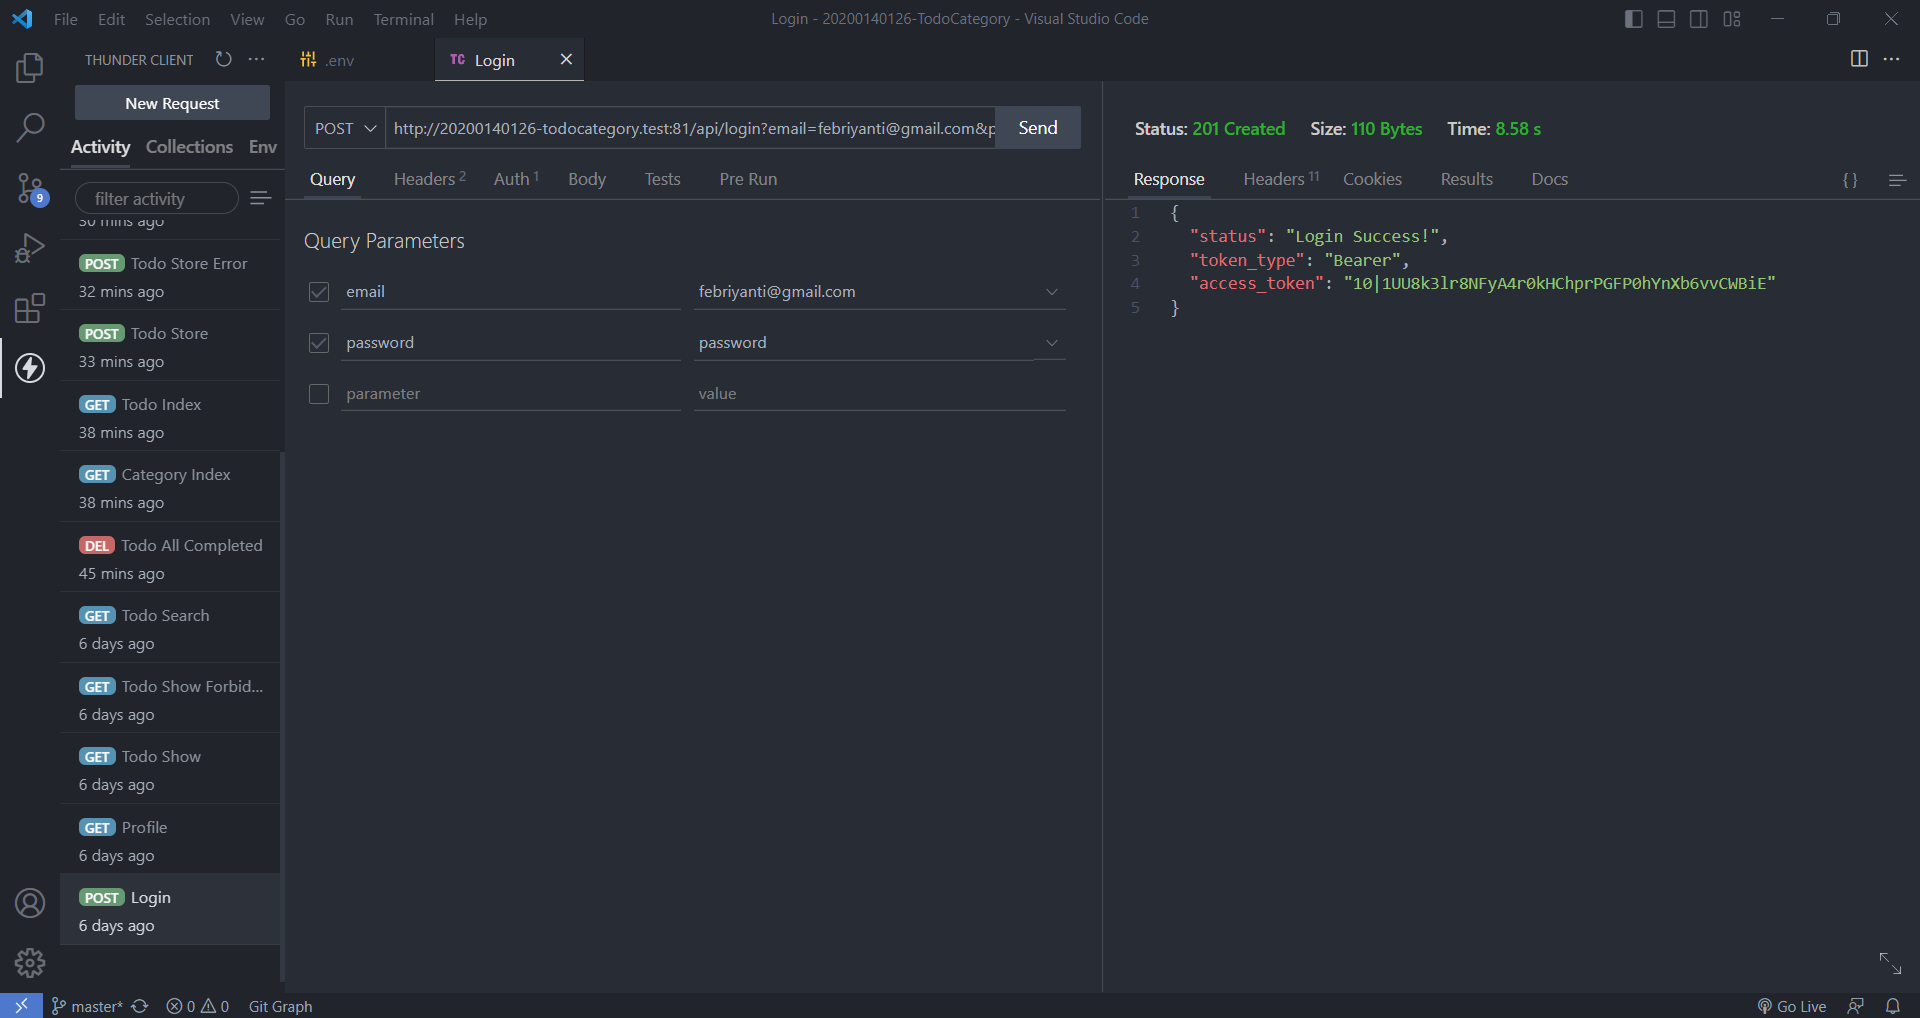 File Edit Selection View Go Run Terminal Help
Login - 20200140126-TodoCategory - Visual Studio Code
THUNDER CLIENT
New Request
Activity Collections Env
filter activity
30 mins ago
POST Todo Store Error
32 mins ago
POST Todo Store
33 mins ago
GET Todo Index
38 mins ago
GET Category Index
38 mins ago
DEL Todo All Completed
45 mins ago
GET Todo Search
6 days ago
GET Todo Show Forbid...
6 days ago
GET Todo Show
6 days ago
GET Profile
6 days ago
POST Login
6 days ago
9
.env
TC Login
POST http://20200140126-todocategory.test:81/api/login?email=febriyanti@gmail.com&p Send
Query Headers 2 Auth 1 Body Tests Pre Run
Query Parameters
email febriyanti@gmail.com
password password
parameter value
Status: 201 Created Size: 110 Bytes Time: 8.58 s
Response Headers 11 Cookies Results Docs {}
1 {
2 "status": "Login Success!",
3 "token_type": "Bearer",
4 "access_token": "10|1UU8k3lr8NFyA4r0kHChprPGFP0hYnXb6vvCWBiE"
5 }
master* 0 0 Git Graph
Go Live